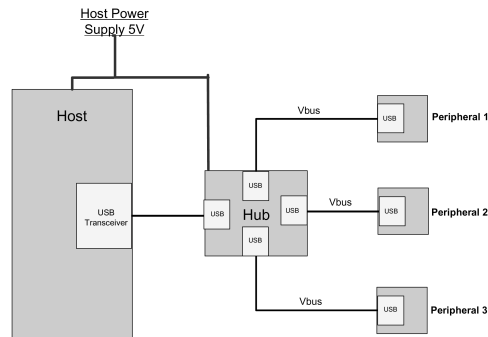 Host Power
Supply 5V
Host
USB
Transceiver
USB
Hub
USB
USB
USB
Vbus
USB
Peripheral 1
Vbus
USB
Peripheral 2
Vbus
USB
Peripheral 3